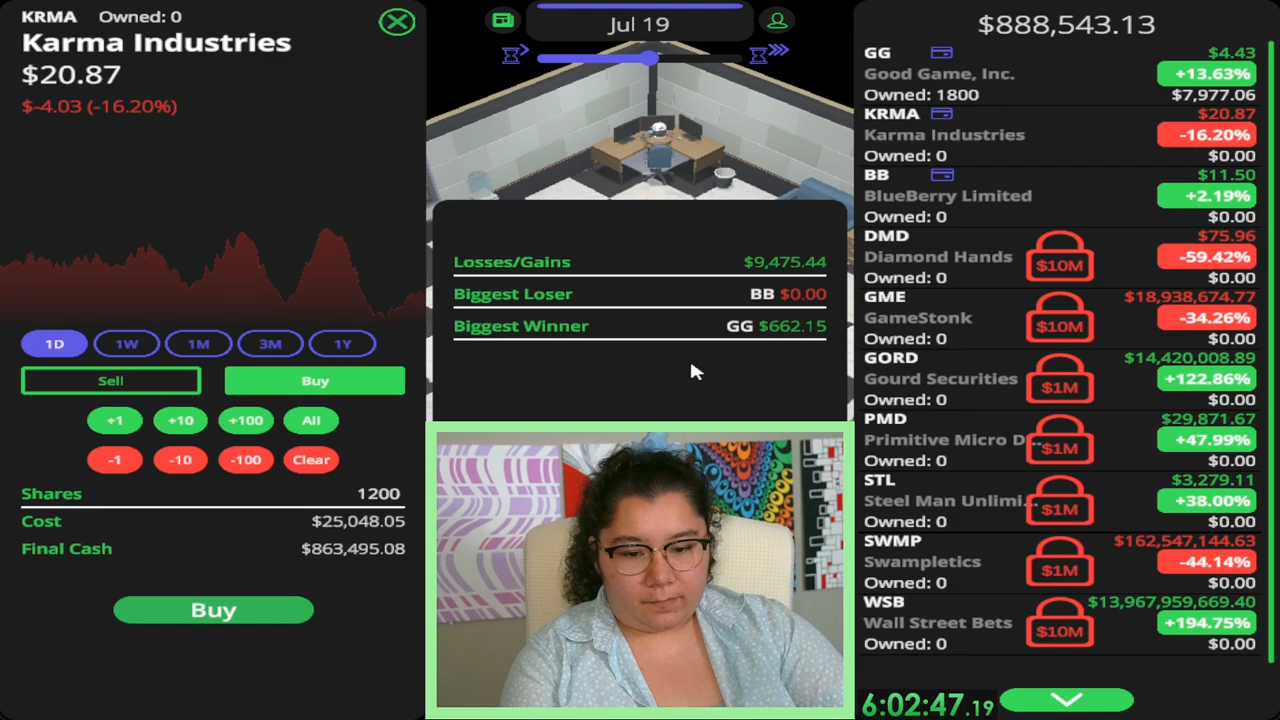 KRMA Owned: 0
Karma Industries
$20.87
$-4.03 (-16.20%)
1D 1W 1M 3M 1Y
Sell Buy
+1 +10 +100 All
-1 -10 -100 Clear
Shares 1200
Cost $25,048.05
Final Cash $863,495.08
Buy
Jul 19
Losses/Gains $9,475.44
Biggest Loser BB $0.00
Biggest Winner GG $662.15
$888,543.13
GG $4.43
Good Game, Inc. +13.63%
Owned: 1800 $7,977.06
KRMA $20.87
Karma Industries -16.20%
Owned: 0 $0.00
BB $11.50
BlueBerry Limited +2.19%
Owned: 0 $0.00
DMD $75.96
Diamond Hands $10M -59.42%
Owned: 0 $0.00
GME $18,938,674.77
GameStonk $10M -34.26%
Owned: 0 $0.00
GORD $14,420,008.89
Gourd Securities $1M +122.86%
Owned: 0 $0.00
PMD $29,871.67
Primitive Micro D... $1M +47.99%
Owned: 0 $0.00
STL $3,279.11
Steel Man Unlimi... $1M +38.00%
Owned: 0 $0.00
SWMP $162,547,144.63
Swampletics $1M -44.14%
Owned: 0 $0.00
WSB $13,967,959,669.40
Wall Street Bets $10M +194.75%
Owned: 0 $0.00
6:02:47.19